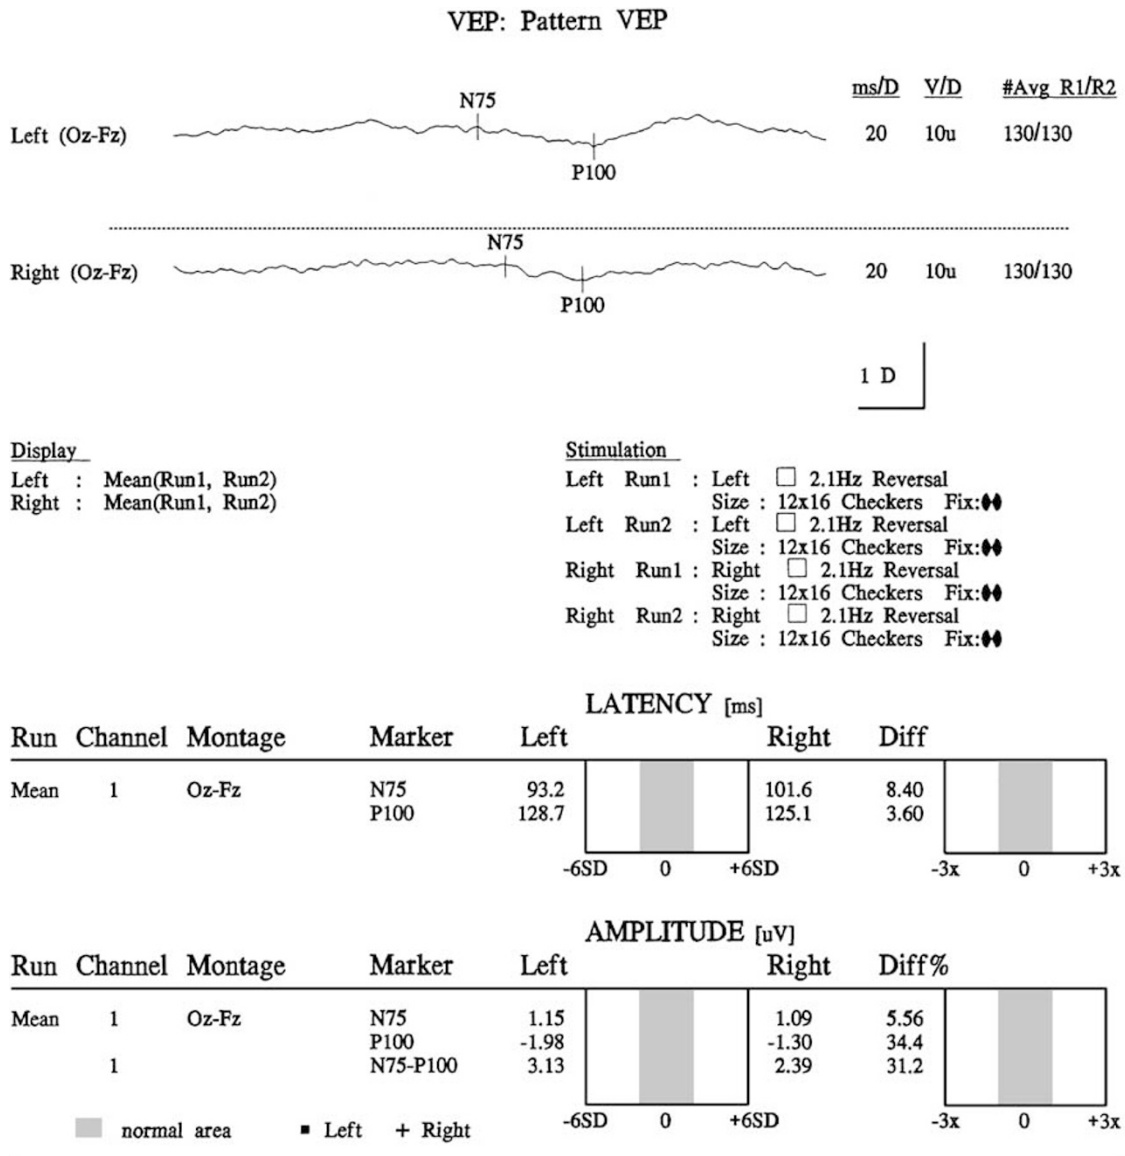 VEP: Pattern VEP
ms/D V/D #Avg R1/R2
N75
Left (Oz-Fz) 20 10u 130/130
P100
N75
Right (Oz-Fz) 20 10u 130/130
P100
1 D
Display
Left : Mean(Run1, Run2)
Right : Mean(Run1, Run2)
Stimulation
Left Run1 : Left 2.1Hz Reversal
Size : 12x16 Checkers Fix:
Left Run2 : Left 2.1Hz Reversal
Size : 12x16 Checkers Fix:
Right Run1 : Right 2.1Hz Reversal
Size : 12x16 Checkers Fix:
Right Run2 : Right 2.1Hz Reversal
Size : 12x16 Checkers Fix:
LATENCY [ms]
Run Channel Montage Marker Left Right Diff
Mean 1 Oz-Fz N75 93.2 101.6 8.40
P100 128.7 125.1 3.60
-6SD 0 +6SD -3x 0 +3x
AMPLITUDE [uV]
Run Channel Montage Marker Left Right Diff%
Mean 1 Oz-Fz N75 1.15 1.09 5.56
P100 -1.98 -1.30 34.4
1 N75-P100 3.13 2.39 31.2
-6SD 0 +6SD -3x 0 +3x
normal area ▪ Left + Right